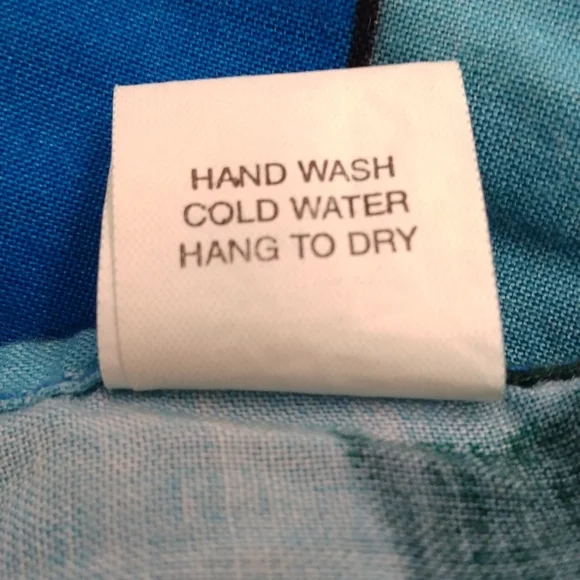 HAND WASH
COLD WATER
HANG TO DRY